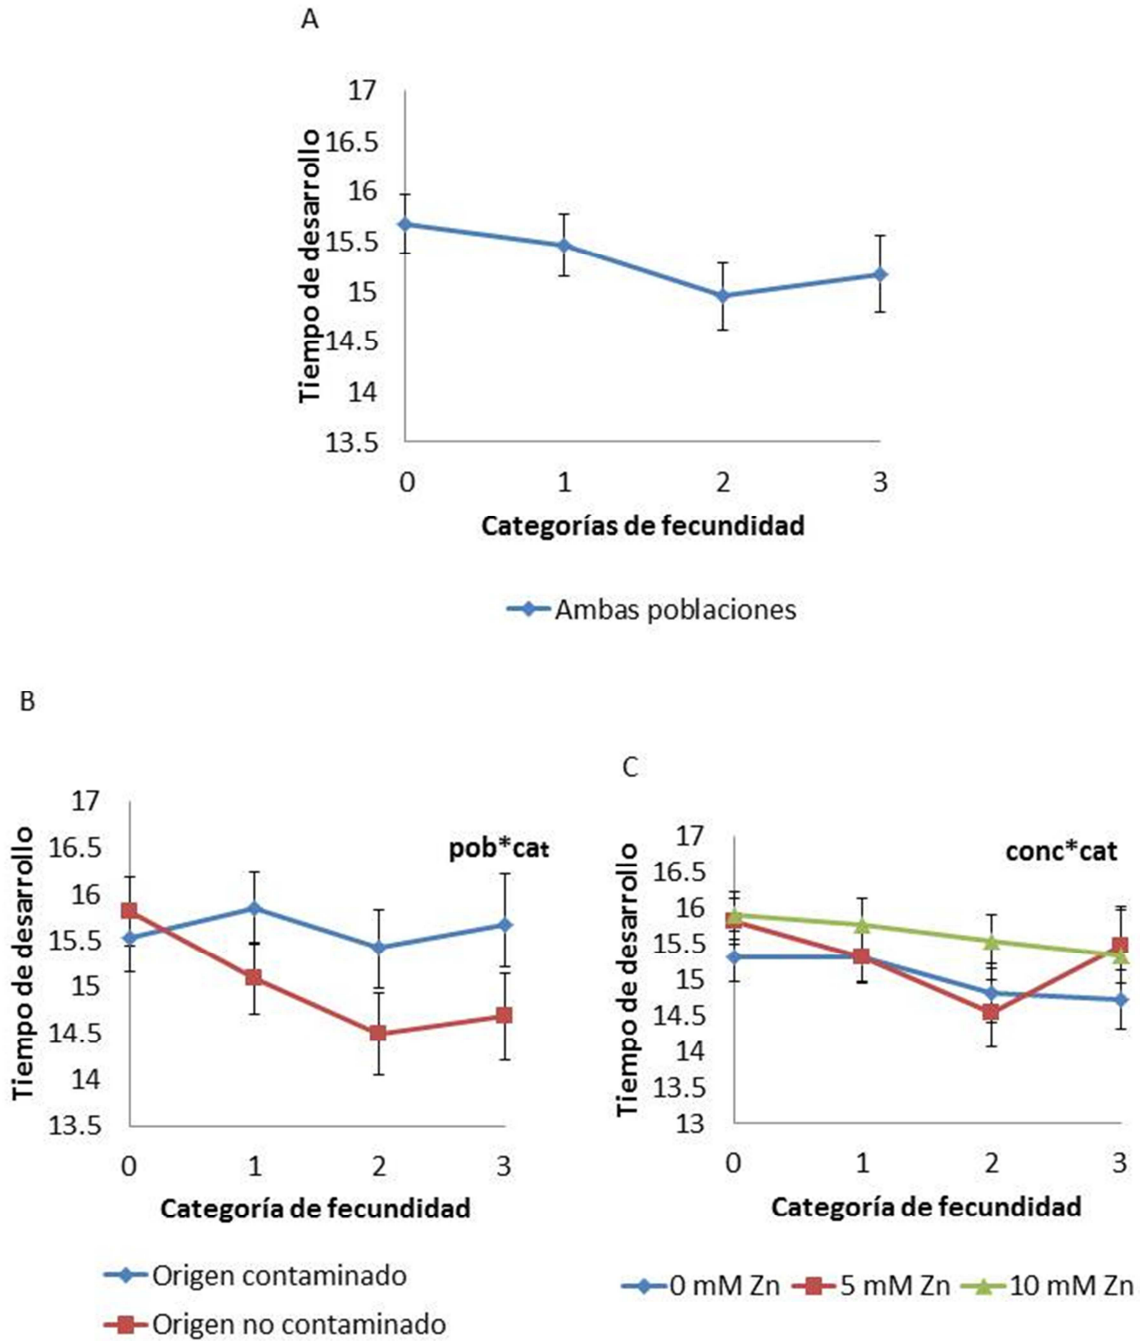 A
17
16.5
16
15.5
15
14.5
14
13.5
Tiempo de desarrollo
0 1 2 3
Categorías de fecundidad
Ambas poblaciones
B
17
16.5
16
15.5
15
14.5
14
13.5
Tiempo de desarrollo
pob*cat
0 1 2 3
Categoría de fecundidad
Origen contaminado
Origen no contaminado
C
17
16.5
16
15.5
15
14.5
14
13.5
13
Tiempo de desarrollo
conc*cat
0 1 2 3
Categoría de fecundidad
0 mM Zn 5 mM Zn 10 mM Zn